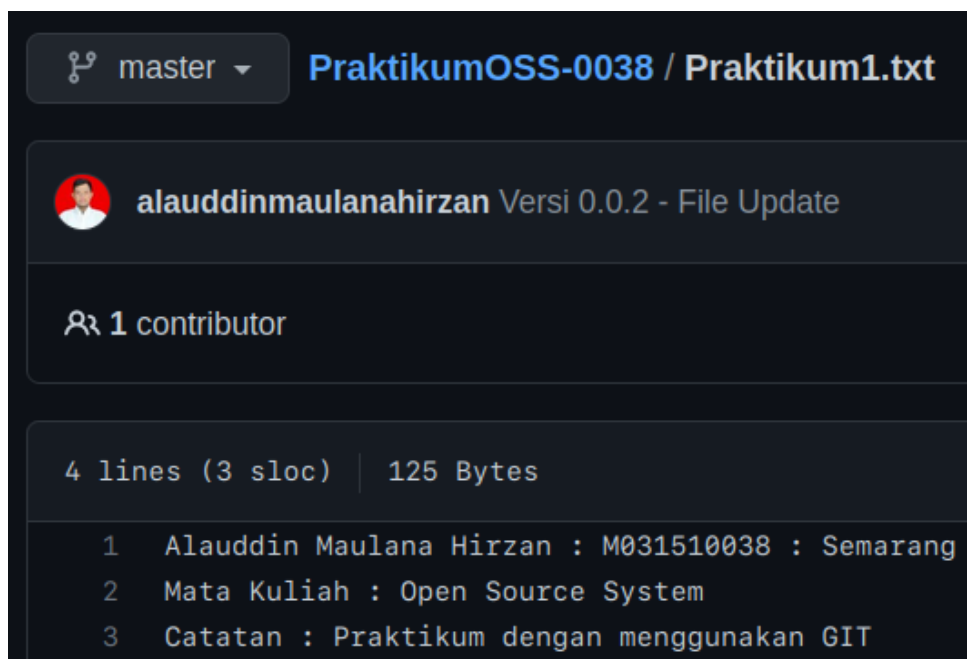 master PraktikumOSS-0038 / Praktikum1.txt
alauddinmaulanahirzan Versi 0.0.2 - File Update
1 contributor
4 lines (3 sloc) 125 Bytes
1 Alauddin Maulana Hirzan : M031510038 : Semarang
2 Mata Kuliah : Open Source System
3 Catatan : Praktikum dengan menggunakan GIT